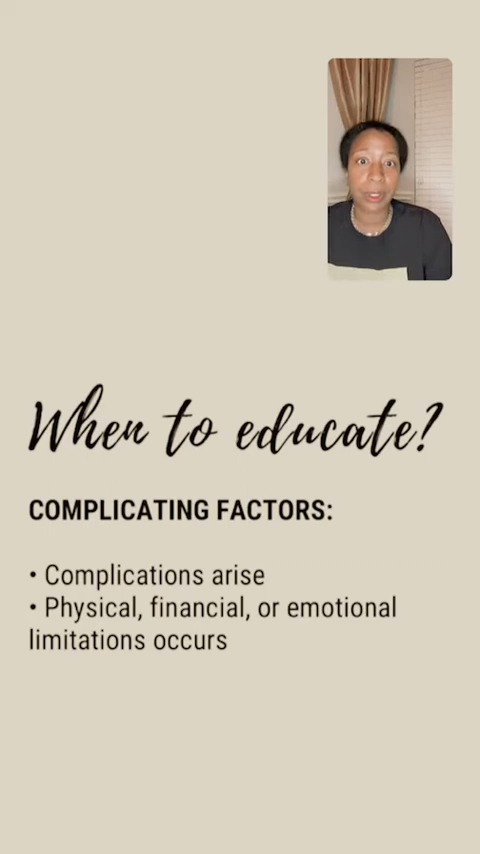 When to educate?
COMPLICATING FACTORS:
• Complications arise
• Physical, financial, or emotional
limitations occurs